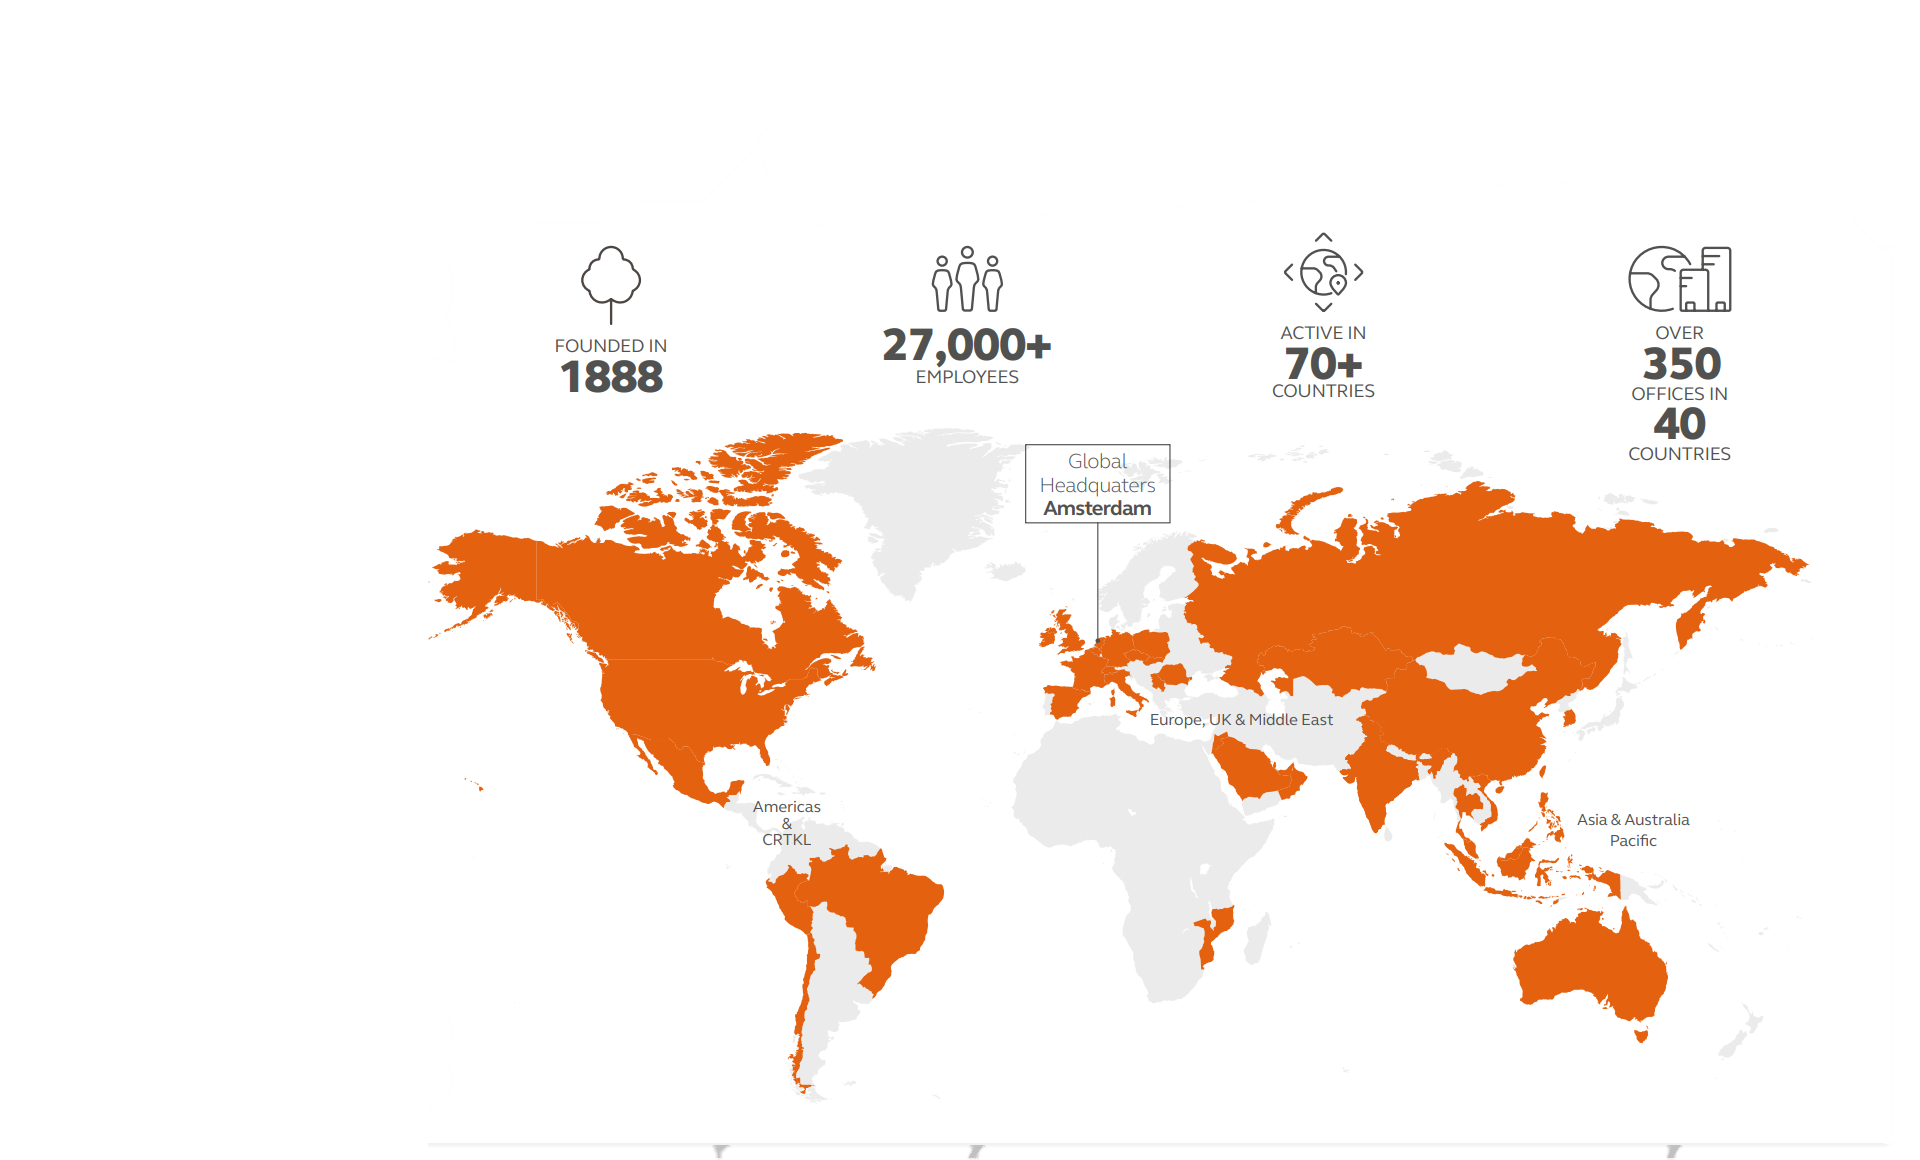 FOUNDED IN
1888
27,000+
EMPLOYEES
ACTIVE IN
70+
COUNTRIES
OVER
350
OFFICES IN
40
COUNTRIES
Global
Headquaters
Amsterdam
Europe, UK & Middle East
Americas
&
CRTKL
Asia & Australia
Pacific